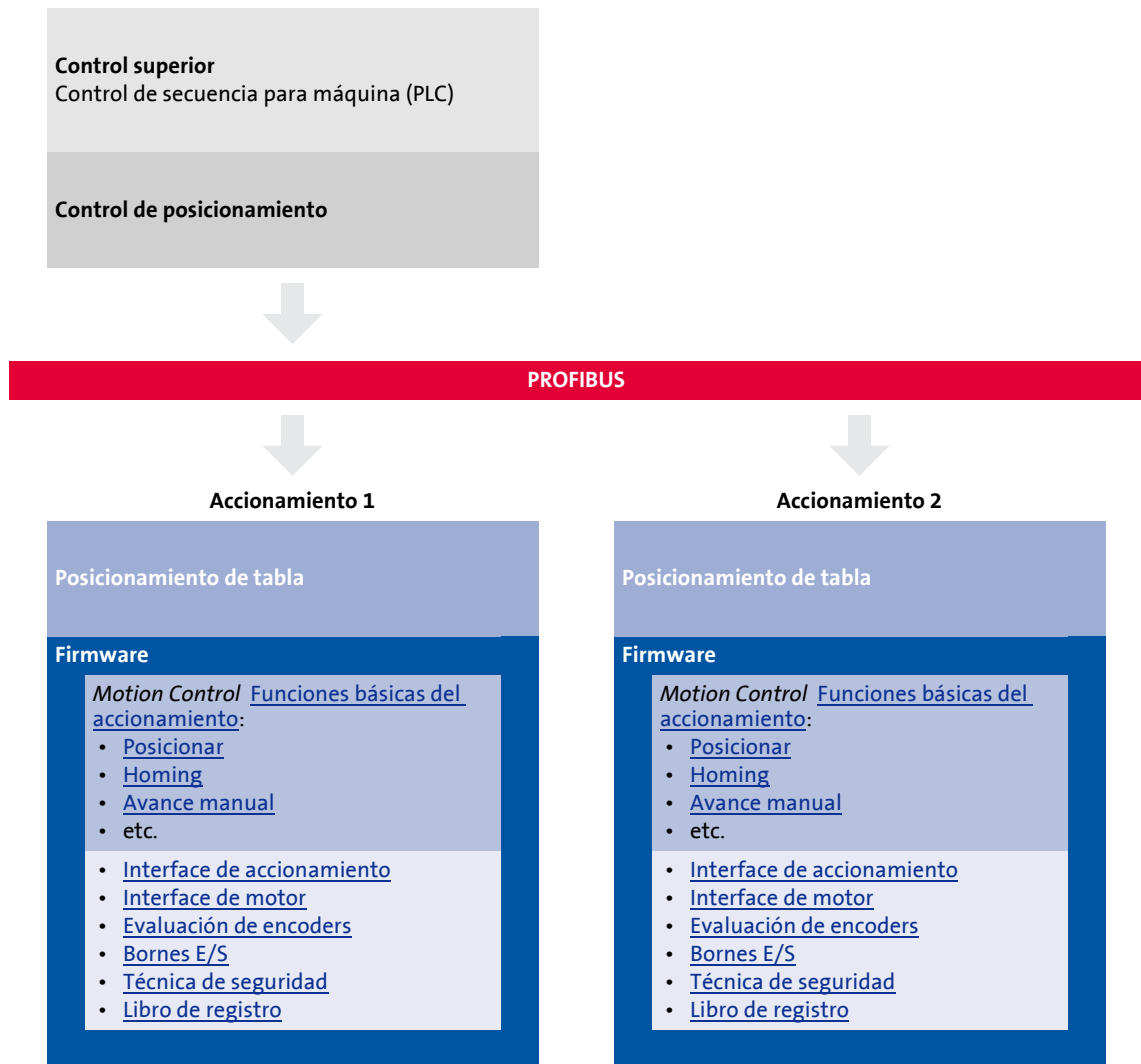 Control superior
Control de secuencia para máquina (PLC)
Control de posicionamiento
PROFIBUS
Accionamiento 1
Posicionamiento de tabla
Firmware
Motion Control Funciones básicas del
accionamiento:
• Posicionar
• Homing
• Avance manual
• etc.
• Interface de accionamiento
• Interface de motor
• Evaluación de encoders
• Bornes E/S
• Técnica de seguridad
• Libro de registro
Accionamiento 2
Posicionamiento de tabla
Firmware
Motion Control Funciones básicas del
accionamiento:
• Posicionar
• Homing
• Avance manual
• etc.
• Interface de accionamiento
• Interface de motor
• Evaluación de encoders
• Bornes E/S
• Técnica de seguridad
• Libro de registro